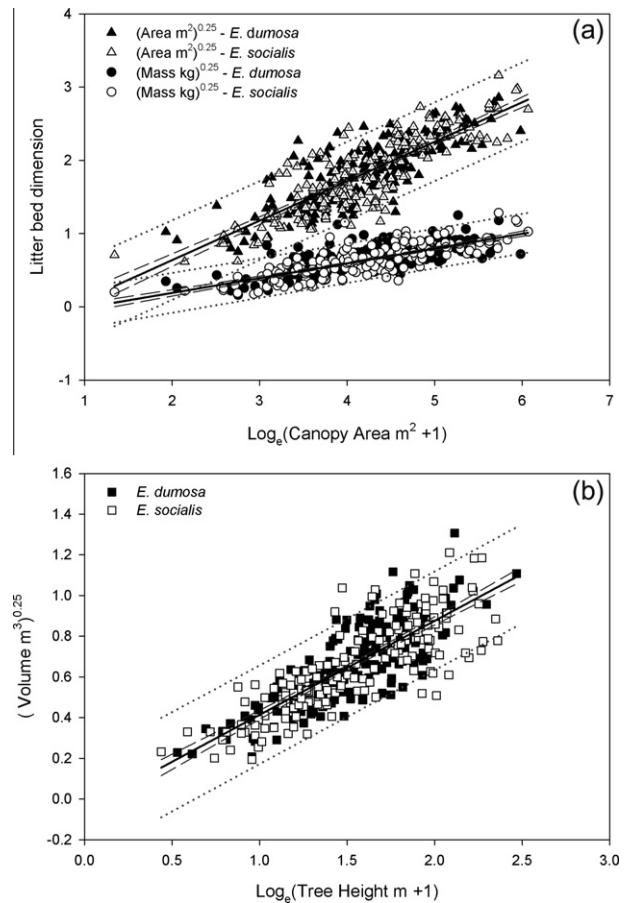 (a)
(Area m²)^0.25 - E. dumosa
(Area m²)^0.25 - E. socialis
(Mass kg)^0.25 - E. dumosa
(Mass kg)^0.25 - E. socialis
4
3
2
1
0
-1
Litter bed dimension
1 2 3 4 5 6 7
Logₑ(Canopy Area m² +1)
(b)
E. dumosa
E. socialis
1.6
1.4
1.2
1.0
0.8
0.6
0.4
0.2
0.0
-0.2
( Volume m³)^0.25
0.0 0.5 1.0 1.5 2.0 2.5 3.0
Logₑ(Tree Height m +1)